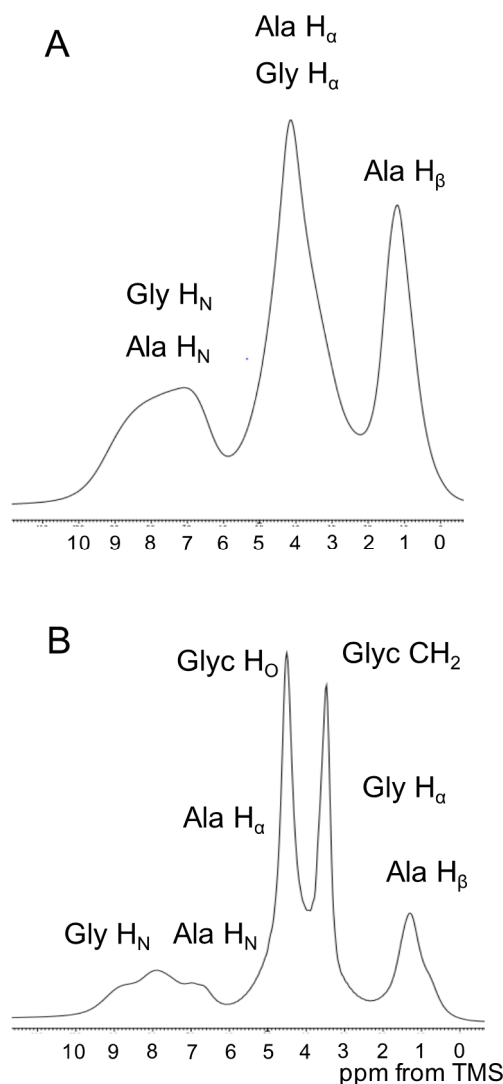 A
Ala Hα
Gly Hα
Ala Hβ
Gly HN
Ala HN
10 9 8 7 6 5 4 3 2 1 0
B
Glyc HO
Glyc CH2
Gly Hα
Ala Hα
Ala Hβ
Gly HN Ala HN
10 9 8 7 6 5 4 3 2 1 0
ppm from TMS